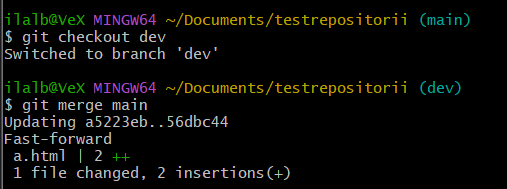 ilalb@VeX MINGW64 ~/Documents/testrepositorii (main)
$ git checkout dev
Switched to branch 'dev'
ilalb@VeX MINGW64 ~/Documents/testrepositorii (dev)
$ git merge main
Updating a5223eb..56dbc44
Fast-forward
 a.html | 2 ++
 1 file changed, 2 insertions(+)